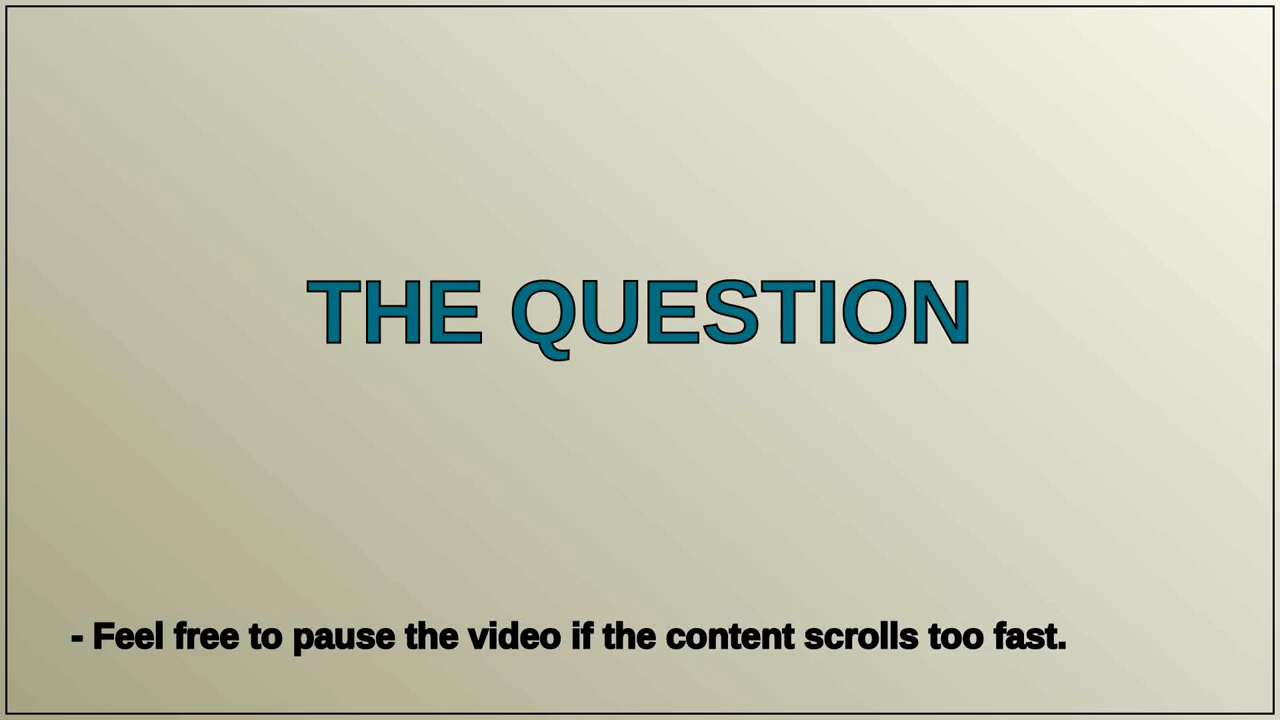 THE QUESTION
- Feel free to pause the video if the content scrolls too fast.